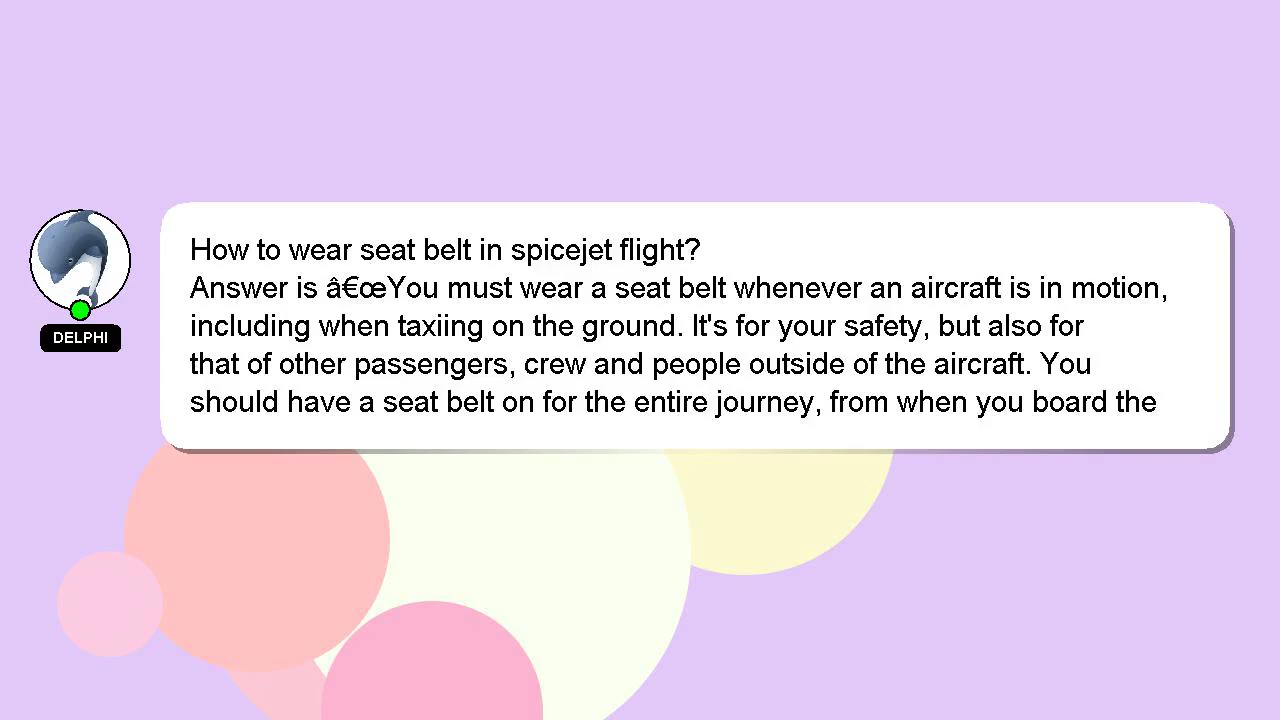 How to wear seat belt in spicejet flight?
Answer is â€œYou must wear a seat belt whenever an aircraft is in motion,
including when taxiing on the ground. It's for your safety, but also for
that of other passengers, crew and people outside of the aircraft. You
should have a seat belt on for the entire journey, from when you board the
DELPHI